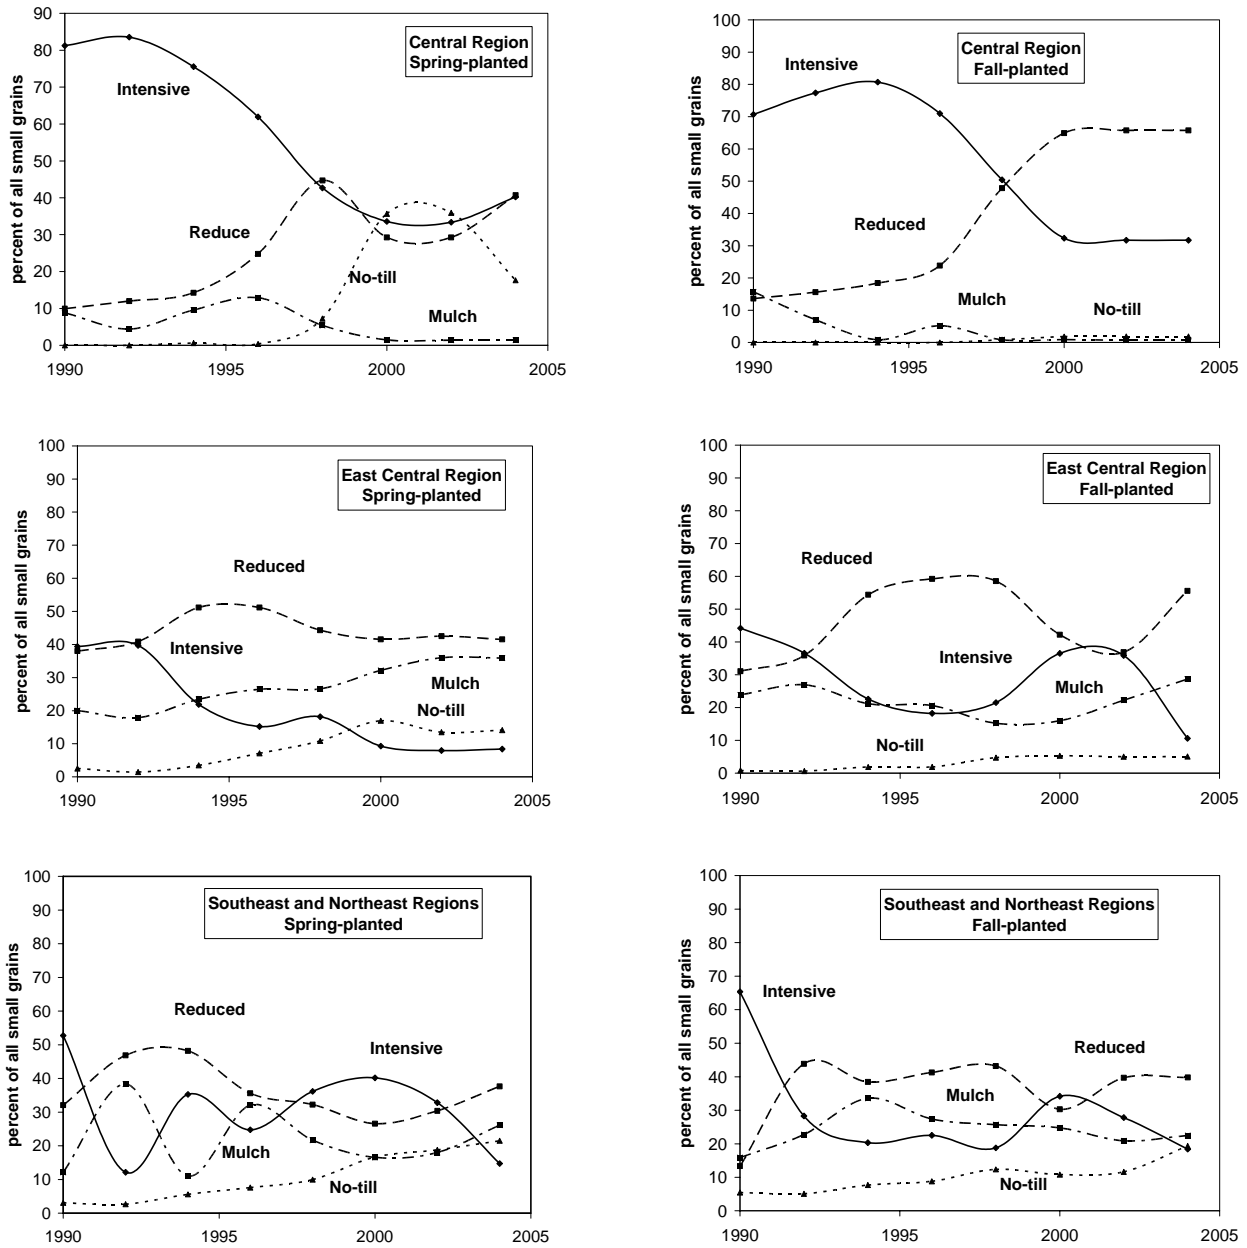 percent of all small grains
90
80
70
60
50
40
30
20
10
0
1990
1995
2000
2005
Central Region
Spring-planted
Intensive
Reduce
No-till
Mulch
percent of all small grains
100
90
80
70
60
50
40
30
20
10
0
1990
1995
2000
2005
Central Region
Fall-planted
Intensive
Reduced
Mulch
No-till
percent of all small grains
100
90
80
70
60
50
40
30
20
10
0
1990
1995
2000
2005
East Central Region
Spring-planted
Reduced
Intensive
Mulch
No-till
percent of all small grains
100
90
80
70
60
50
40
30
20
10
0
1990
1995
2000
2005
East Central Region
Fall-planted
Reduced
Intensive
Mulch
No-till
percent of all small grains
100
90
80
70
60
50
40
30
20
10
0
1990
1995
2000
2005
Southeast and Northeast Regions
Spring-planted
Reduced
Intensive
Mulch
No-till
percent of all small grains
100
90
80
70
60
50
40
30
20
10
0
1990
1995
2000
2005
Southeast and Northeast Regions
Fall-planted
Intensive
Reduced
Mulch
No-till